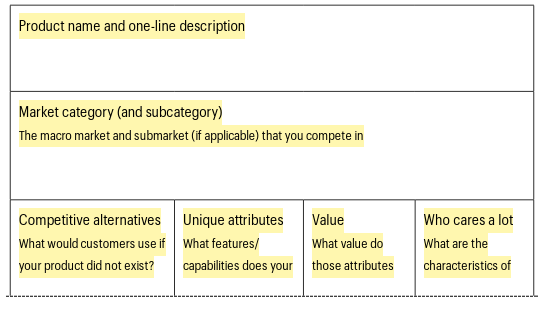 Product name and one-line description
Market category (and subcategory)
The macro market and submarket (if applicable) that you compete in
Competitive alternatives
What would customers use if
your product did not exist?
Unique attributes
What features/
capabilities does your
Value
What value do
those attributes
Who cares a lot
What are the
characteristics of